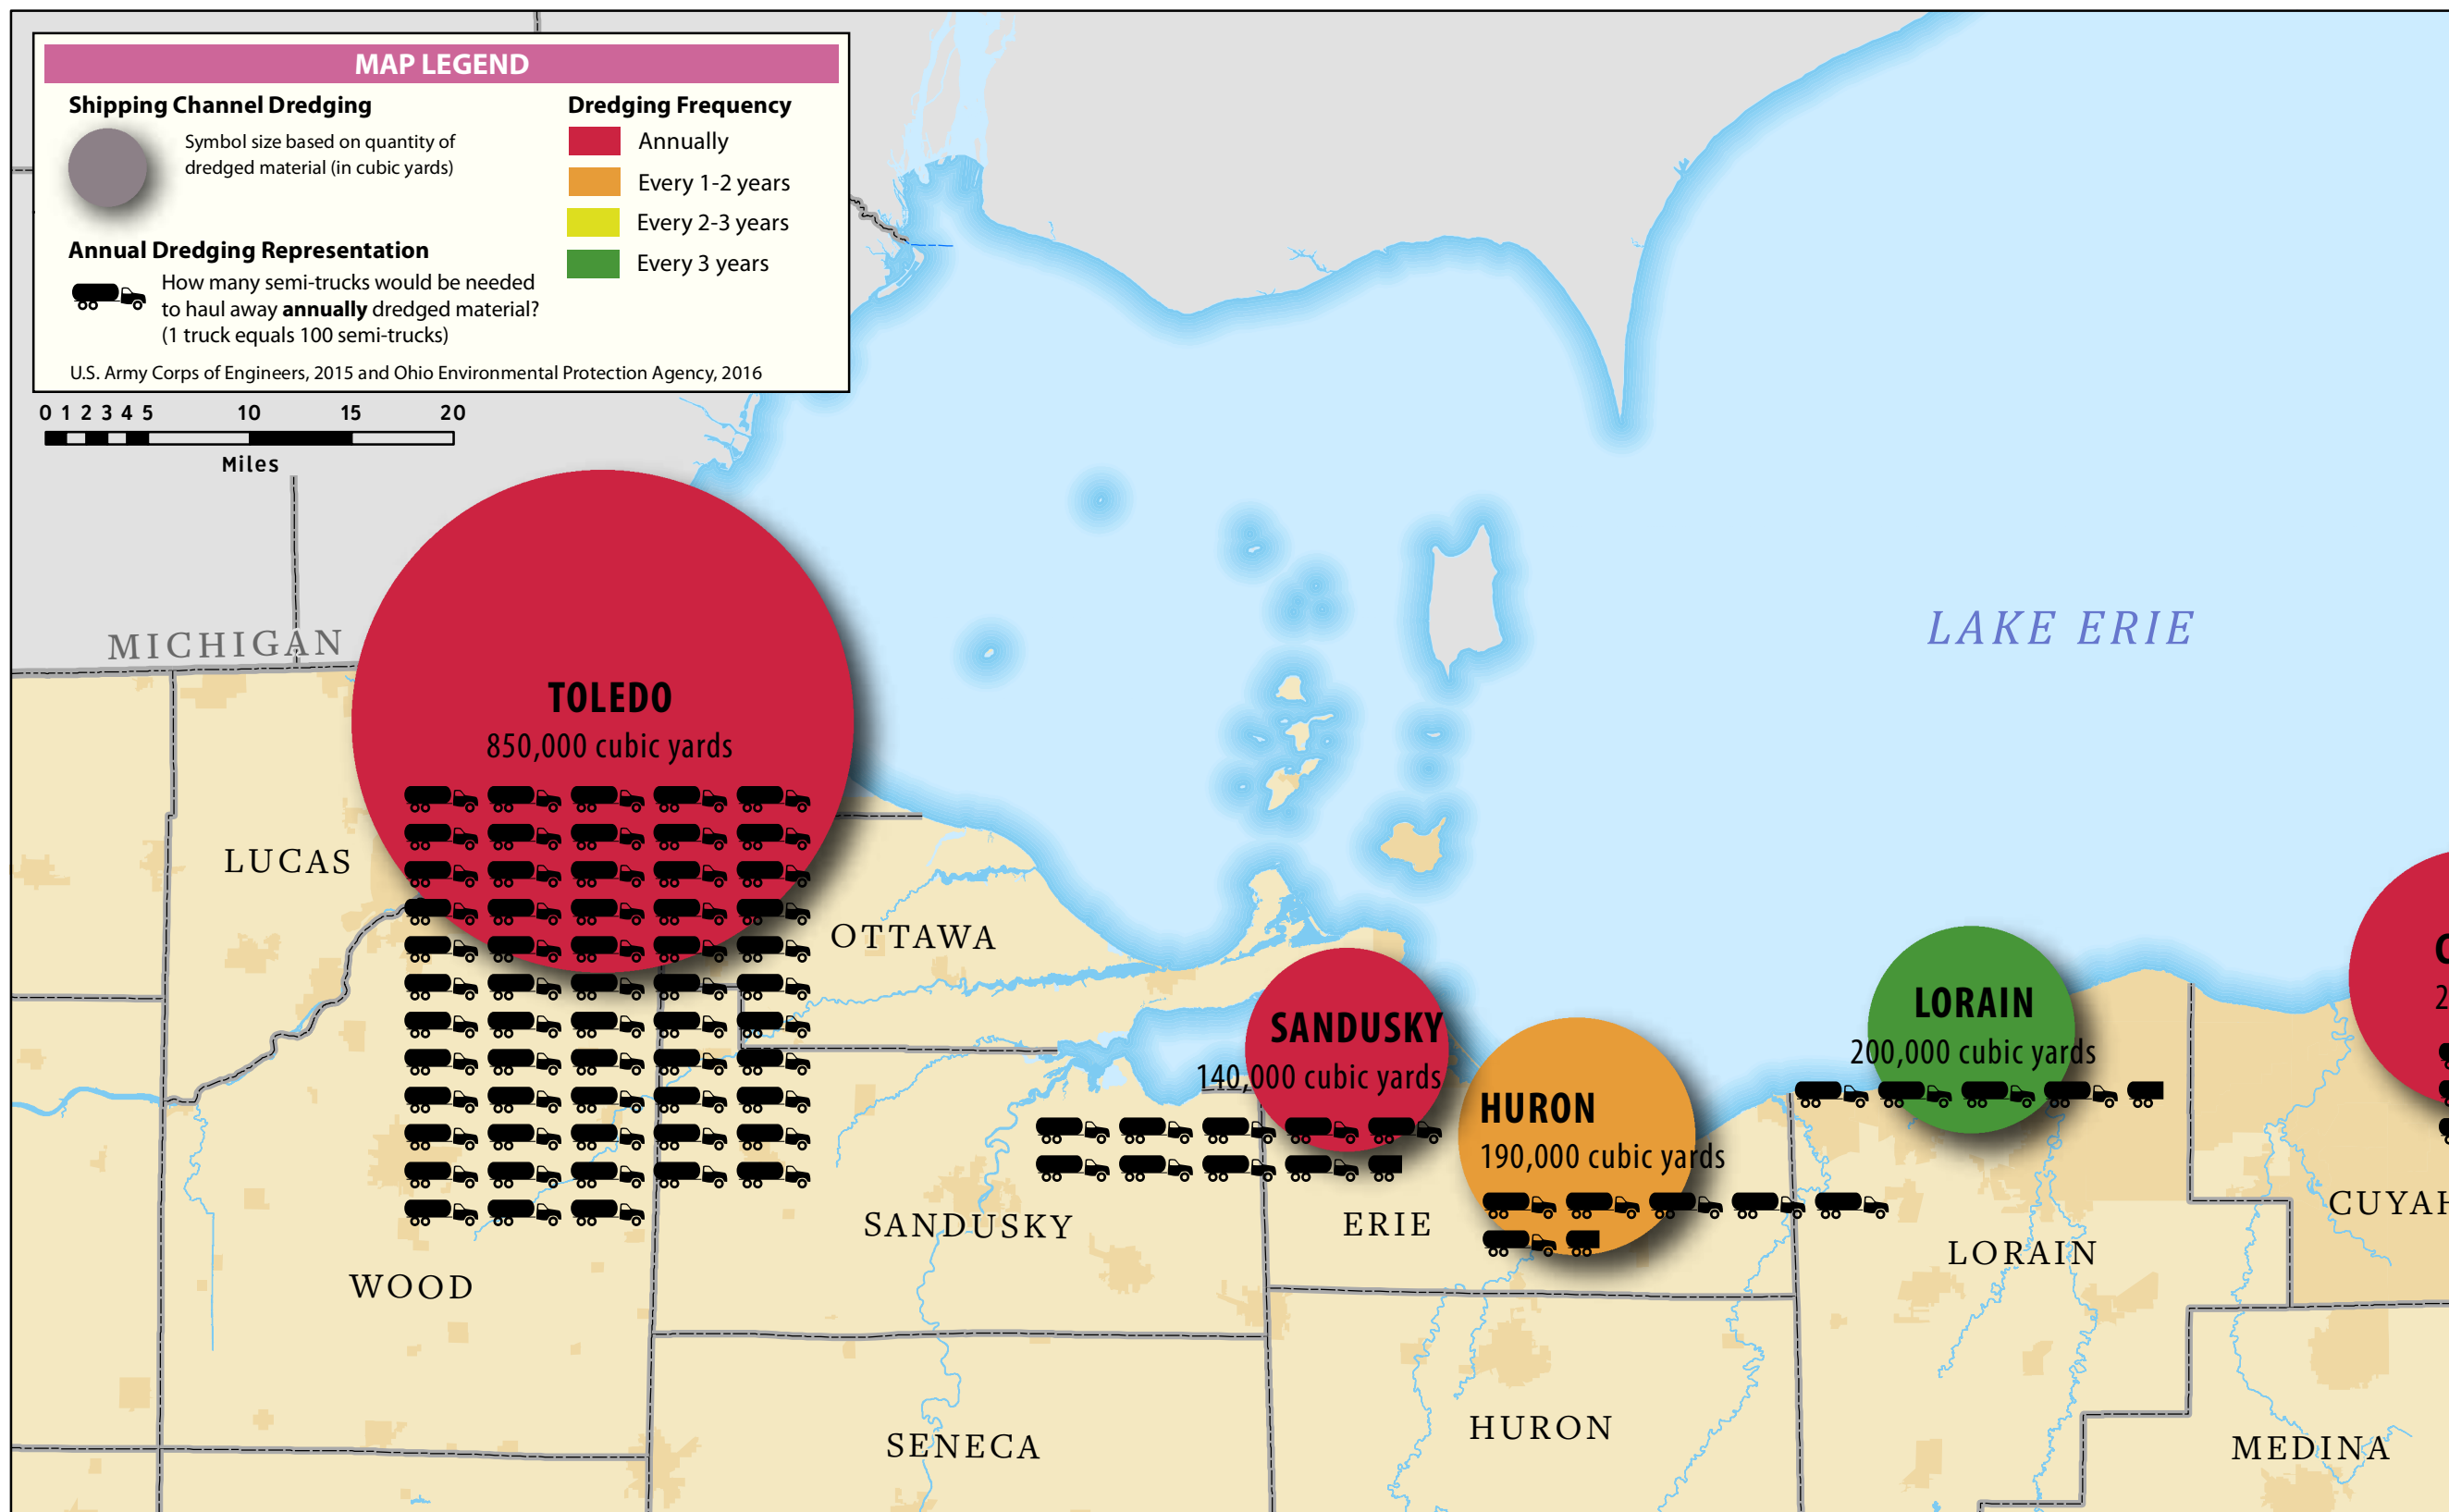 MAP LEGEND
Shipping Channel Dredging
Symbol size based on quantity of
dredged material (in cubic yards)
Annual Dredging Representation
How many semi-trucks would be needed
to haul away annually dredged material?
(1 truck equals 100 semi-trucks)
Dredging Frequency
Annually
Every 1-2 years
Every 2-3 years
Every 3 years
U.S. Army Corps of Engineers, 2015 and Ohio Environmental Protection Agency, 2016
0 1 2 3 4 5 10 15 20
Miles
MICHIGAN
LAKE ERIE
TOLEDO
850,000 cubic yards
LUCAS
OTTAWA
SANDUSKY
140,000 cubic yards
HURON
190,000 cubic yards
LORAIN
200,000 cubic yards
C
2
CUYAH
SANDUSKY
ERIE
LORAIN
WOOD
SENECA
HURON
MEDINA